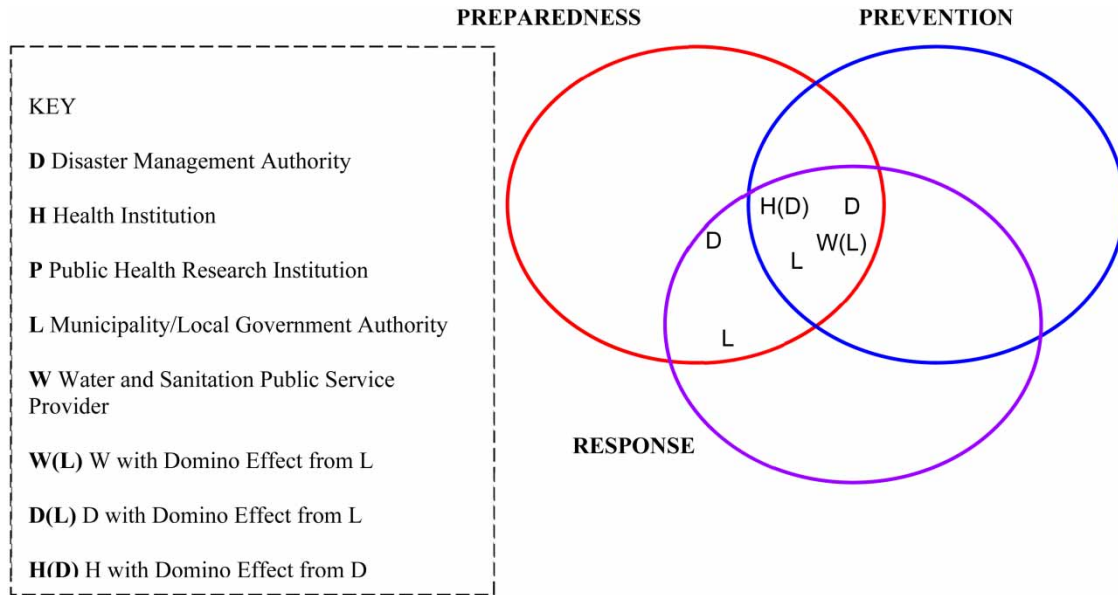 PREPAREDNESS
PREVENTION
KEY
D Disaster Management Authority
H Health Institution
P Public Health Research Institution
L Municipality/Local Government Authority
W Water and Sanitation Public Service
Provider
W(L) W with Domino Effect from L
D(L) D with Domino Effect from L
H(D) H with Domino Effect from D
H(D) D
D
W(L)
L
L
RESPONSE